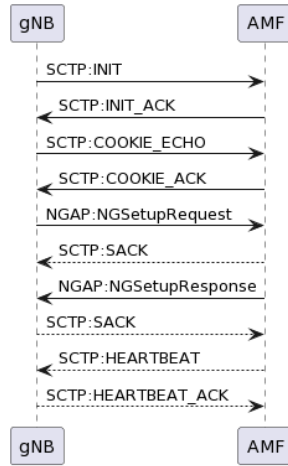 gNB
AMF
SCTP:INIT
SCTP:INIT_ACK
SCTP:COOKIE_ECHO
SCTP:COOKIE_ACK
NGAP:NGSetupRequest
SCTP:SACK
NGAP:NGSetupResponse
SCTP:SACK
SCTP:HEARTBEAT
SCTP:HEARTBEAT_ACK
gNB
AMF